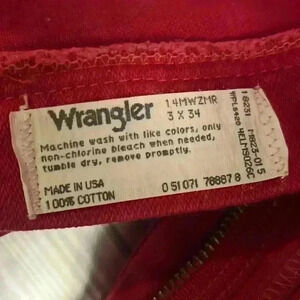 Wrangler
14MWZMR
3 X 34
Machine wash with like colors, only
non-chlorine bleach when needed,
tumble dry, remove promptly.
MADE IN USA
100% COTTON
0 51071 78887 8